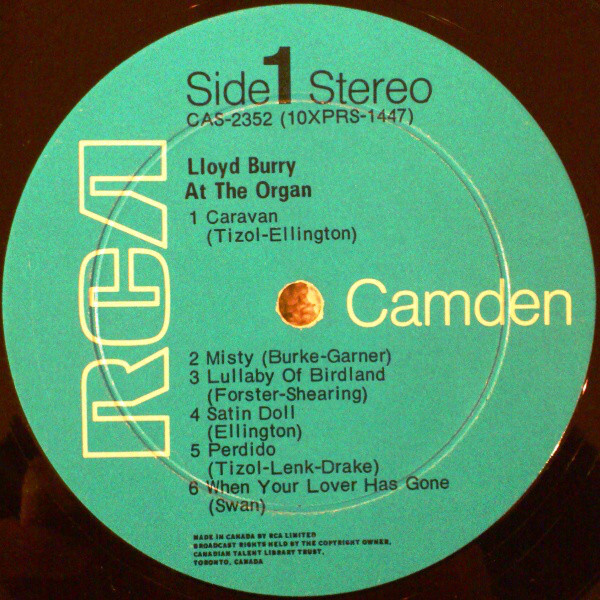 Side 1 Stereo
CAS-2352 (10XPRS-1447)
Lloyd Burry
At The Organ
1 Caravan
(Tizol-Ellington)
RCA
Camden
2 Misty (Burke-Garner)
3 Lullaby Of Birdland
(Forster-Shearing)
4 Satin Doll
(Ellington)
5 Perdido
(Tizol-Lenk-Drake)
6 When Your Lover Has Gone
(Swan)
MADE IN CANADA BY RCA LIMITED
BROADCAST RIGHTS HELD BY THE COPYRIGHT OWNER,
CANADIAN TALENT LIBRARY TRUST,
TORONTO, CANADA